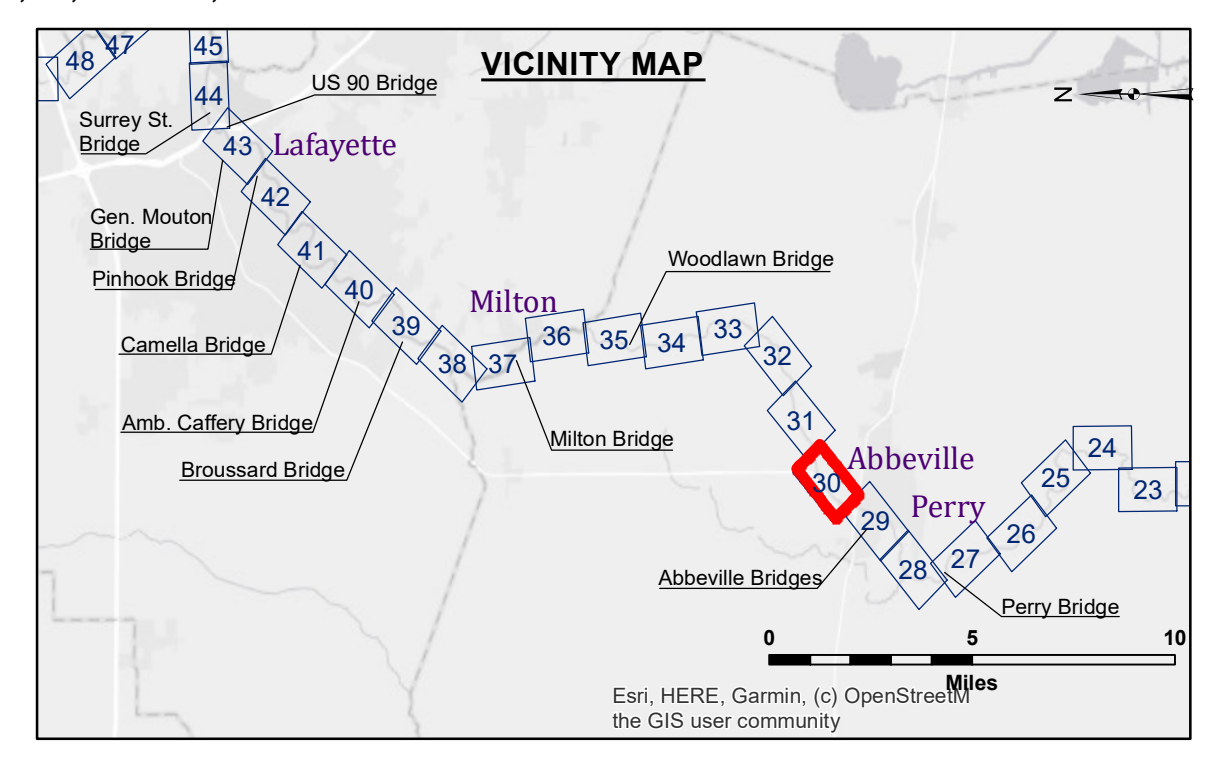 VICINITY MAP
48
47
45
44
US 90 Bridge
N
Surrey St.
Bridge
43
Lafayette
42
Gen. Mouton
Bridge
41
Pinhook Bridge
Woodlawn Bridge
40
Milton
39
36
35
34
33
Camella Bridge
38
37
32
Amb. Caffery Bridge
31
Milton Bridge
Broussard Bridge
Abbeville
24
30
25
23
29
Perry
26
28
27
Abbeville Bridges
Perry Bridge
0 5 10
Miles
Esri, HERE, Garmin, (c) OpenStreetM
the GIS user community